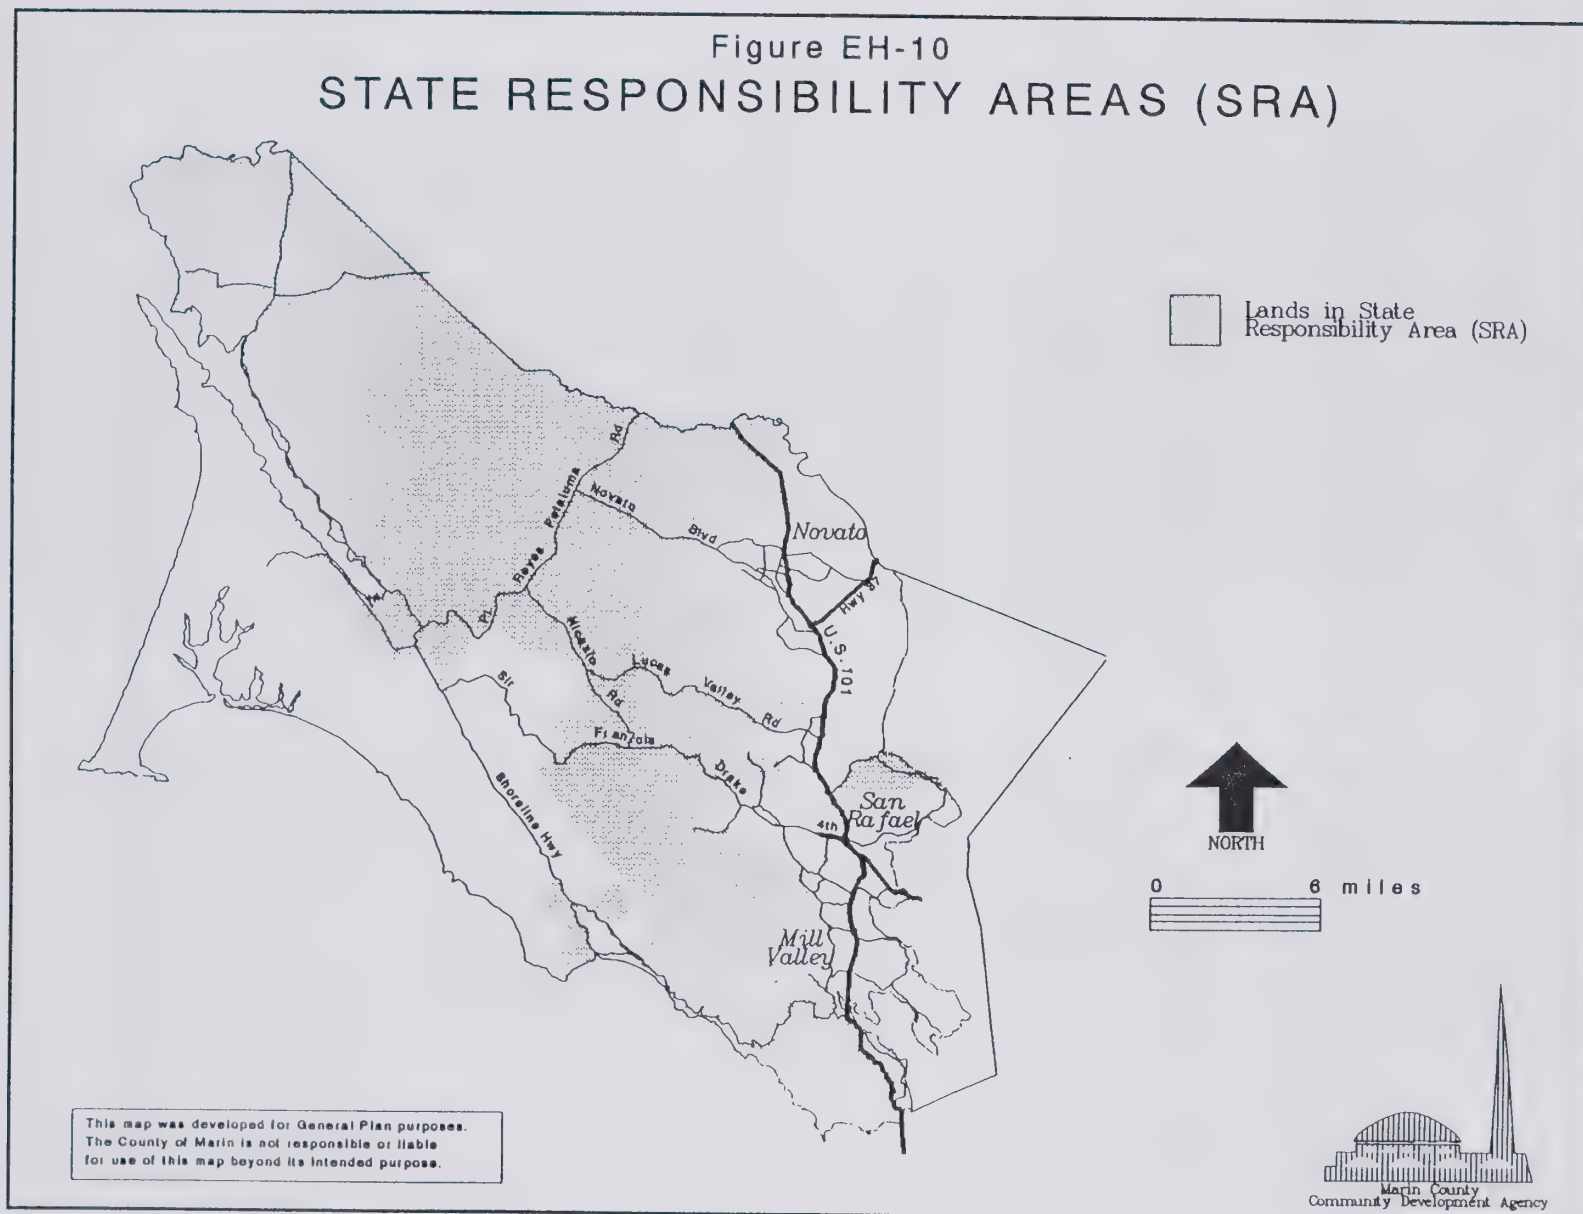 Figure EH-10
STATE RESPONSIBILITY AREAS (SRA)
Lands in State
Responsibility Area (SRA)
Rd
Petaluma
Reyes
Pt.
Novato
Blvd
Novato
Hwy 37
U.S. 101
Nicasio
Rd
Lucas
Valley
Rd
Sir
Francis
Drake
Shoreline Hwy
4th
San
Rafael
Mill
Valley
NORTH
0 6 miles
This map was developed for General Plan purposes.
The County of Marin is not responsible or liable
for use of this map beyond its intended purpose.
Marin County
Community Development Agency